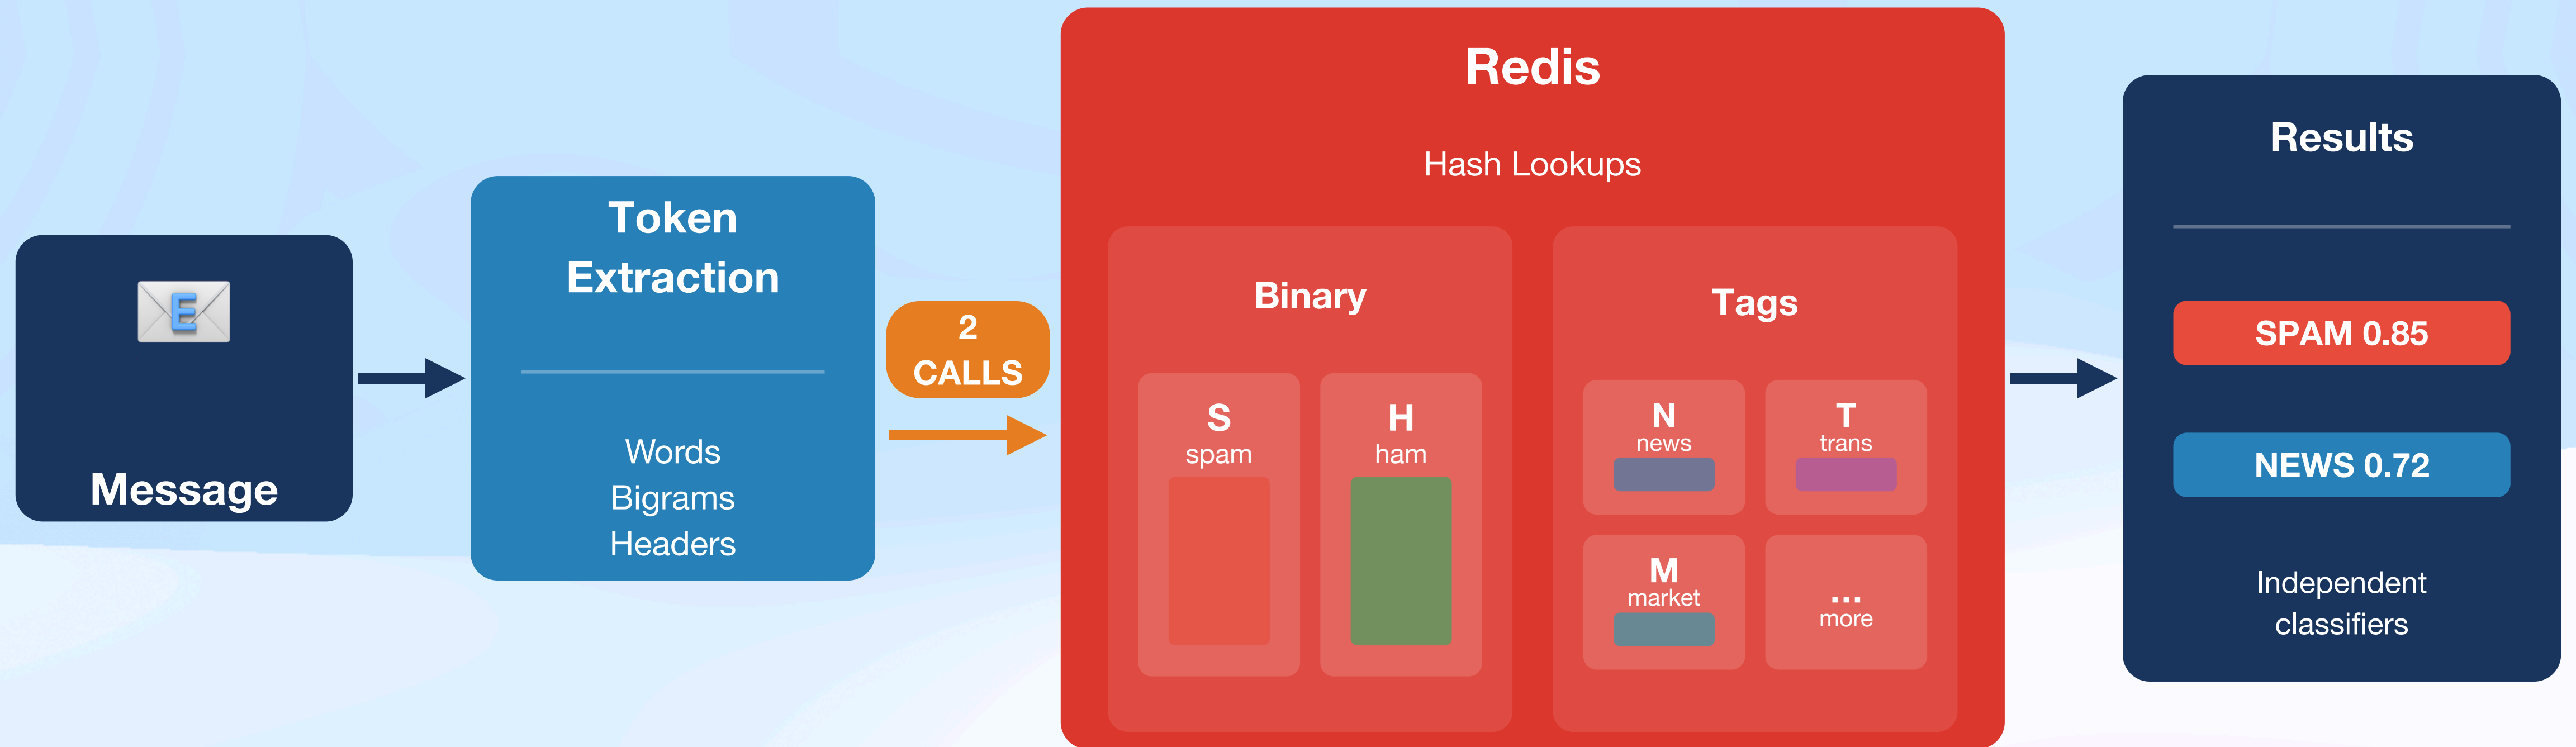 E
Message
Token
Extraction
Words
Bigrams
Headers
2
CALLS
Redis
Hash Lookups
Binary
S
spam
H
ham
Tags
N
news
T
trans
M
market
...
more
Results
SPAM 0.85
NEWS 0.72
Independent
classifiers